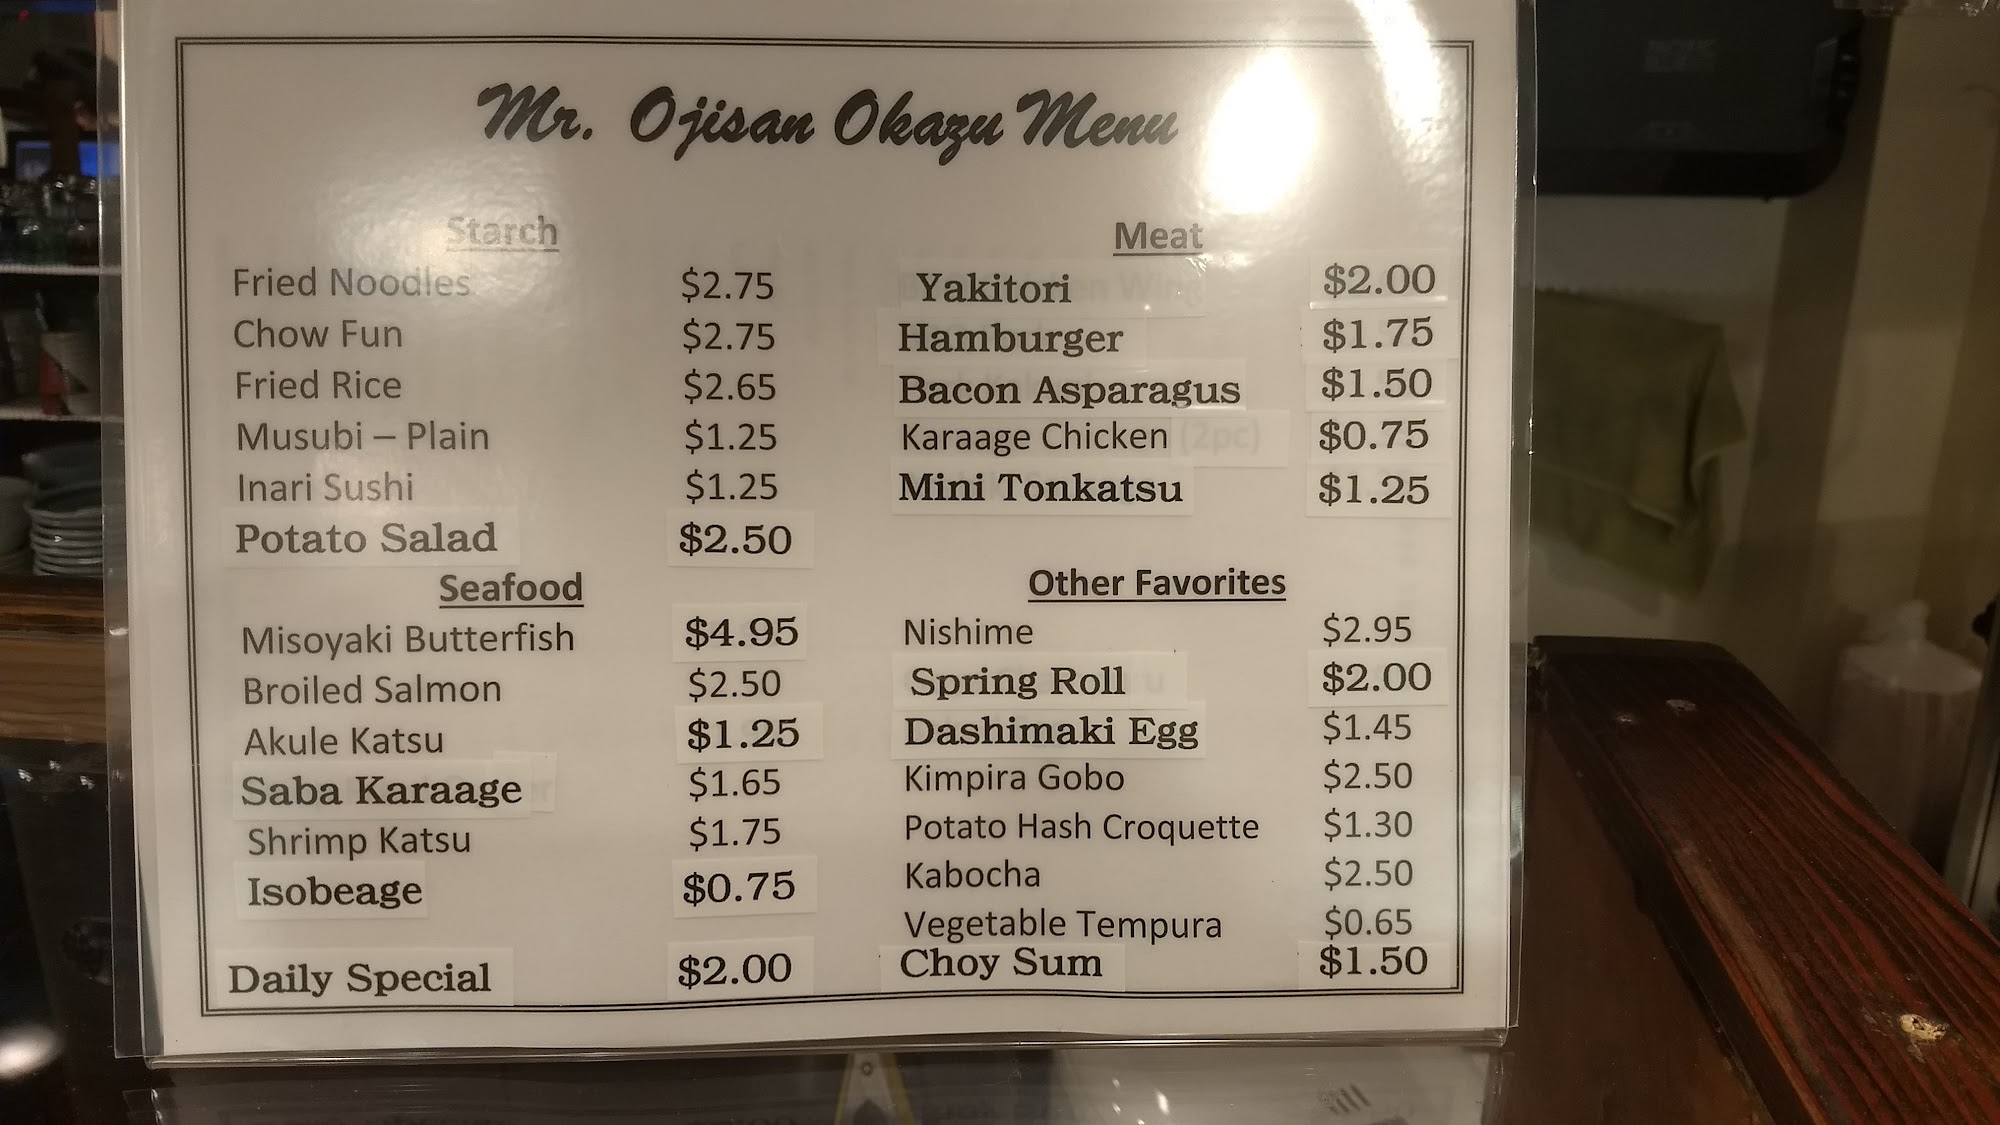 Mr. Ojisan Okazu Menu
Starch
Fried Noodles $2.75
Chow Fun $2.75
Fried Rice $2.65
Musubi – Plain $1.25
Inari Sushi $1.25
Potato Salad $2.50
Seafood
Misoyaki Butterfish $4.95
Broiled Salmon $2.50
Akule Katsu $1.25
Saba Karaage $1.65
Shrimp Katsu $1.75
Isobeage $0.75
Daily Special $2.00
Meat
Yakitori $2.00
Hamburger $1.75
Bacon Asparagus $1.50
Karaage Chicken (2pc) $0.75
Mini Tonkatsu $1.25
Other Favorites
Nishime $2.95
Spring Roll $2.00
Dashimaki Egg $1.45
Kimpira Gobo $2.50
Potato Hash Croquette $1.30
Kabocha $2.50
Vegetable Tempura $0.65
Choy Sum $1.50